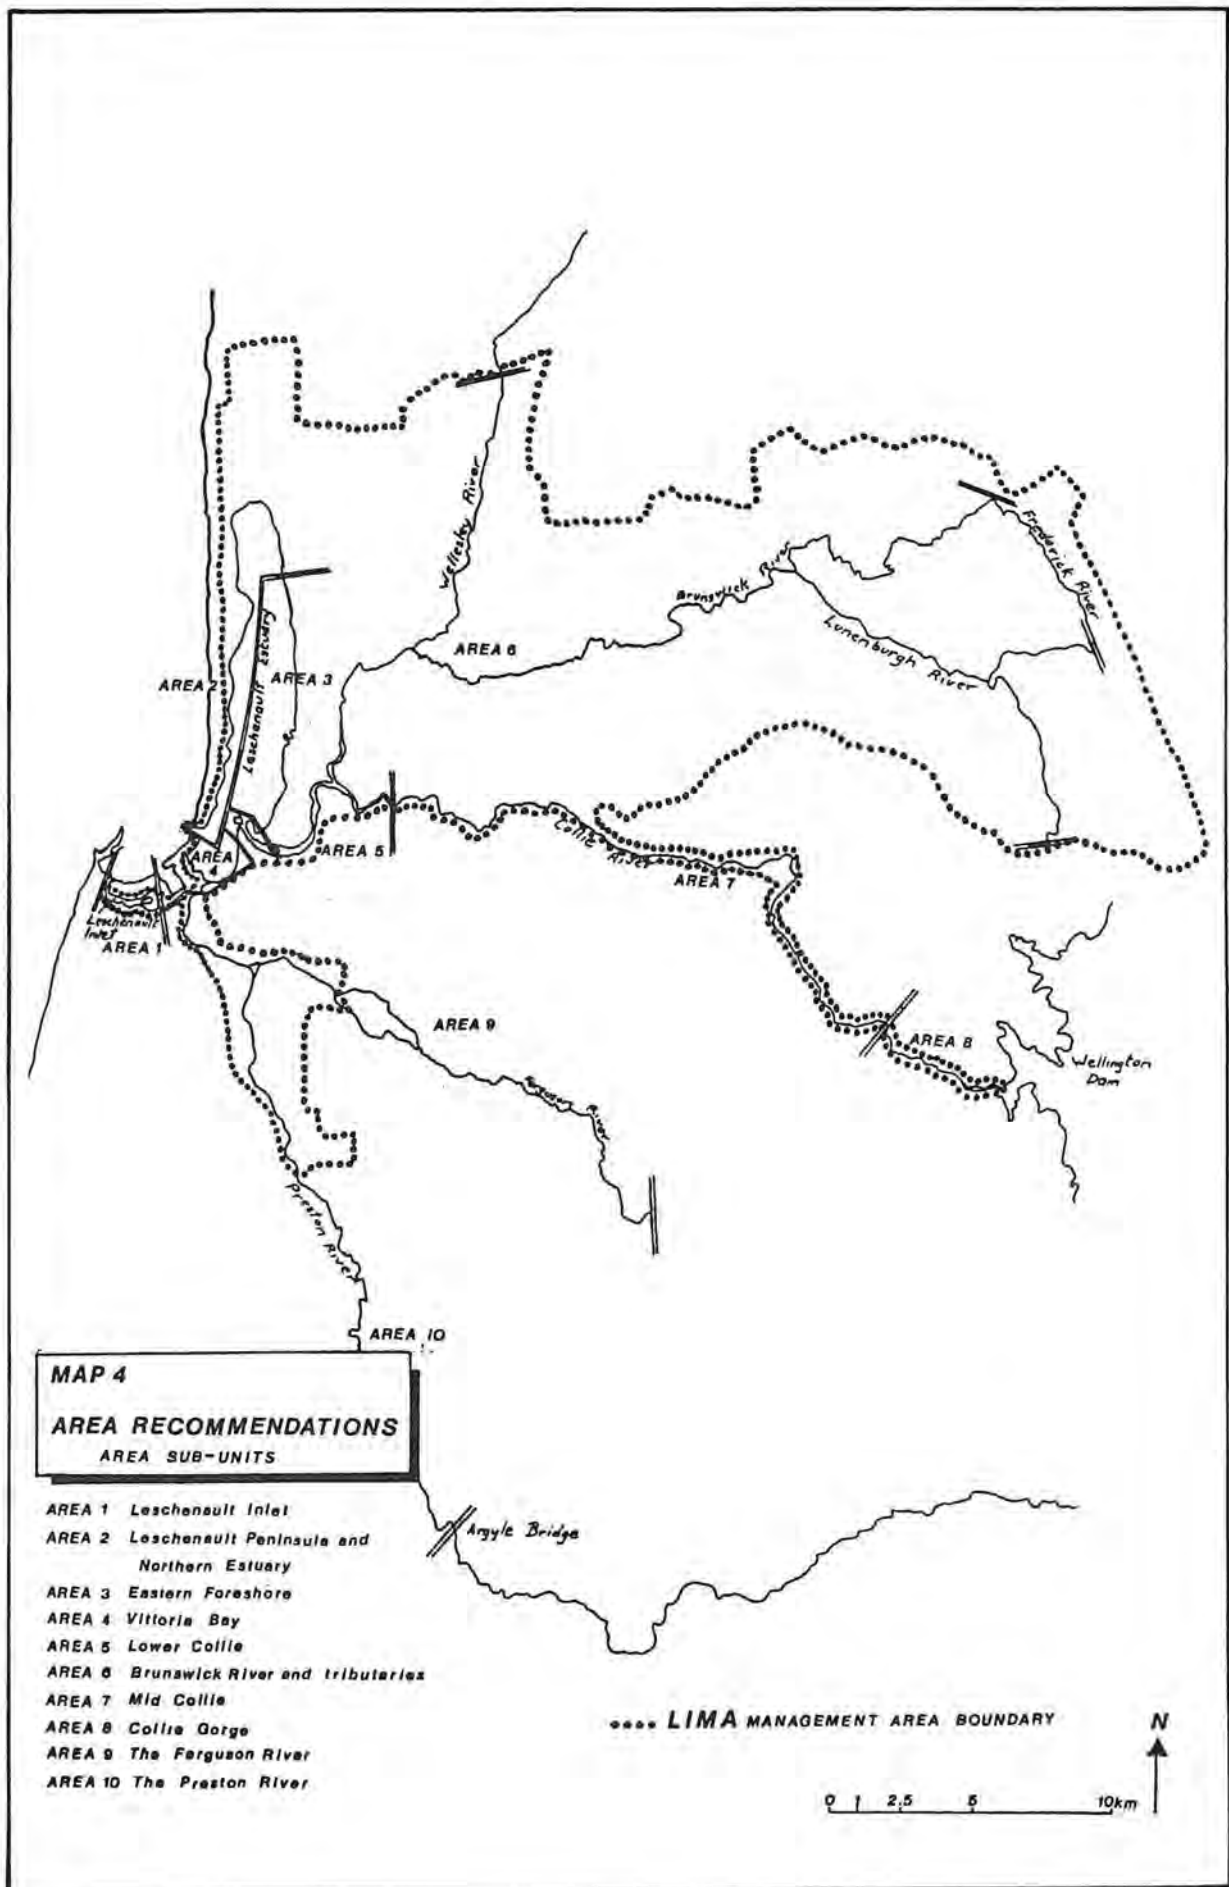 Wellesley River
Frederick River
Brunswick River
Lunenburgh River
AREA 6
Leschenault Estuary
AREA 3
AREA 2
AREA 5
Collie River
AREA 4
AREA 7
Leschenault
Inlet
AREA 1
AREA 9
AREA 8
Wellington
Dam
Ferguson River
Preston River
AREA 10
MAP 4
AREA RECOMMENDATIONS
AREA SUB-UNITS
AREA 1 Leschenault Inlet
AREA 2 Leschenault Peninsula and
Northern Estuary
AREA 3 Eastern Foreshore
AREA 4 Vittoria Bay
AREA 5 Lower Collie
AREA 6 Brunswick River and tributaries
AREA 7 Mid Collie
AREA 8 Collie Gorge
AREA 9 The Ferguson River
AREA 10 The Preston River
Argyle Bridge
LIMA MANAGEMENT AREA BOUNDARY
N
0 1 2.5 5 10km